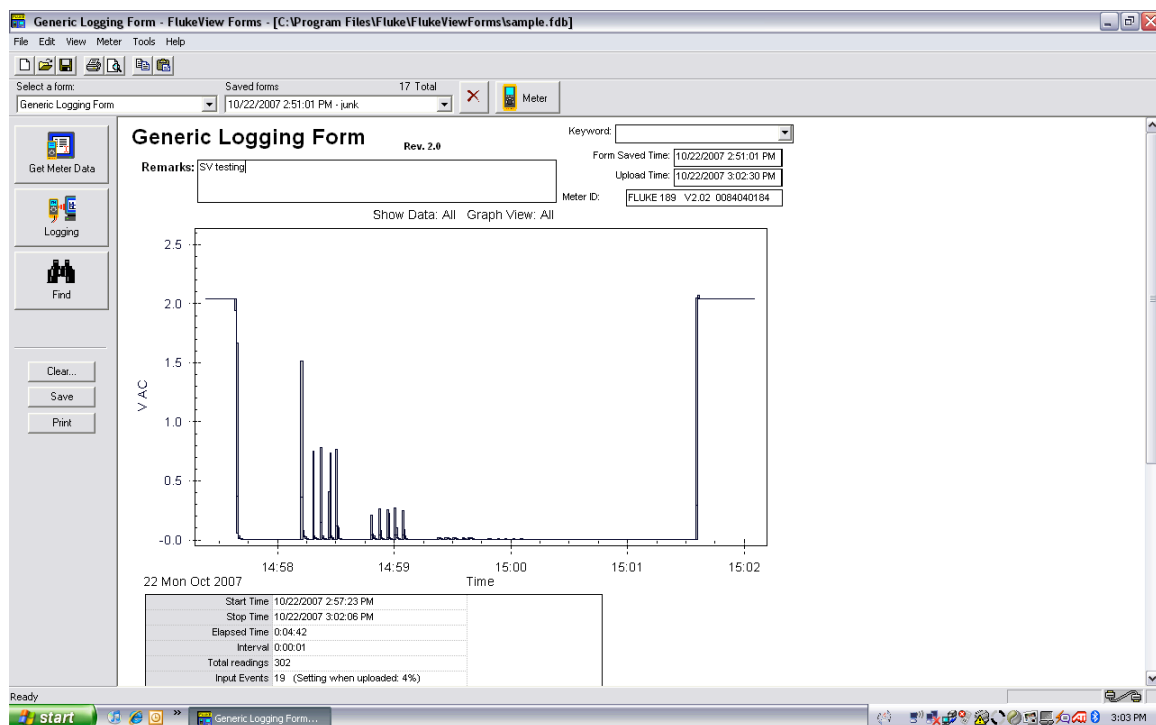 Generic Logging Form - FlukeView Forms - [C:\Program Files\Fluke\FlukeViewForms\sample.fdb]
File Edit View Meter Tools Help
Select a form: Saved forms 17 Total
Generic Logging Form 10/22/2007 2:51:01 PM - junk Meter
Get Meter Data
Logging
Find
Clear...
Save
Print
Generic Logging Form Rev. 2.0
Keyword:
Remarks: SV testing
Form Saved Time: 10/22/2007 2:51:01 PM
Upload Time: 10/22/2007 3:02:30 PM
Meter ID: FLUKE 189 V2.02 0084040184
Show Data: All Graph View: All
2.5
2.0
1.5
1.0
0.5
-0.0
V AC
14:58 14:59 15:00 15:01 15:02
22 Mon Oct 2007 Time
Start Time 10/22/2007 2:57:23 PM
Stop Time 10/22/2007 3:02:06 PM
Elapsed Time 0:04:42
Interval 0:00:01
Total readings 302
Input Events 19 (Setting when uploaded: 4%)
Ready
start Generic Logging Form... 3:03 PM